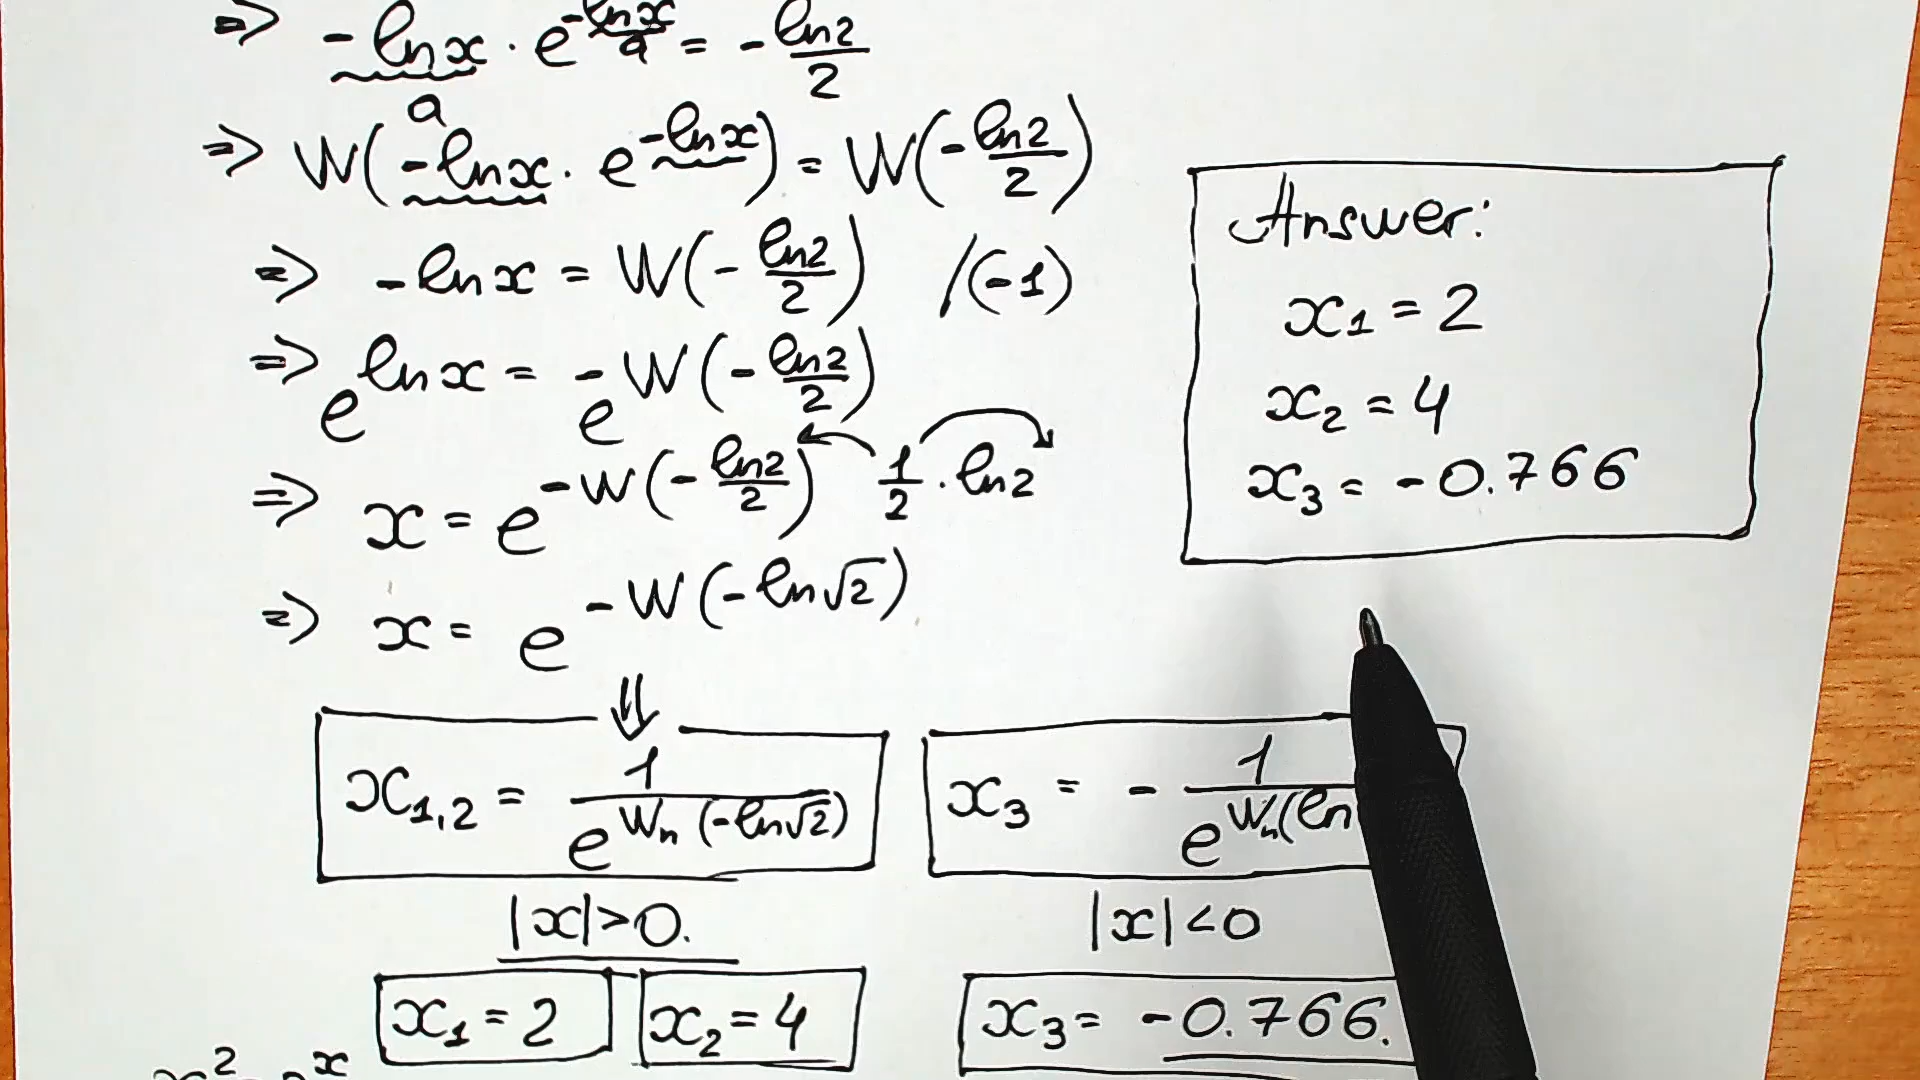 => -ln x · e^(-ln x) = - ln2/2
a a
=> W(-ln x · e^(-ln x)) = W(- ln2/2)
=> -ln x = W(- ln2/2) /(-1)
=> e^(ln x) = e^(-W(- ln2/2))
=> x = e^(-W(- ln2/2)) 1/2 · ln2
=> x = e^(-W(-ln√2))
⇓
x₁,₂ = 1/e^(Wₙ(-ln√2))
|x|>0.
x₁ = 2
x₂ = 4
x₃ = - 1/e^(Wₙ(ln
|x|<0
x₃ = -0.766.
Answer:
x₁ = 2
x₂ = 4
x₃ = -0.766